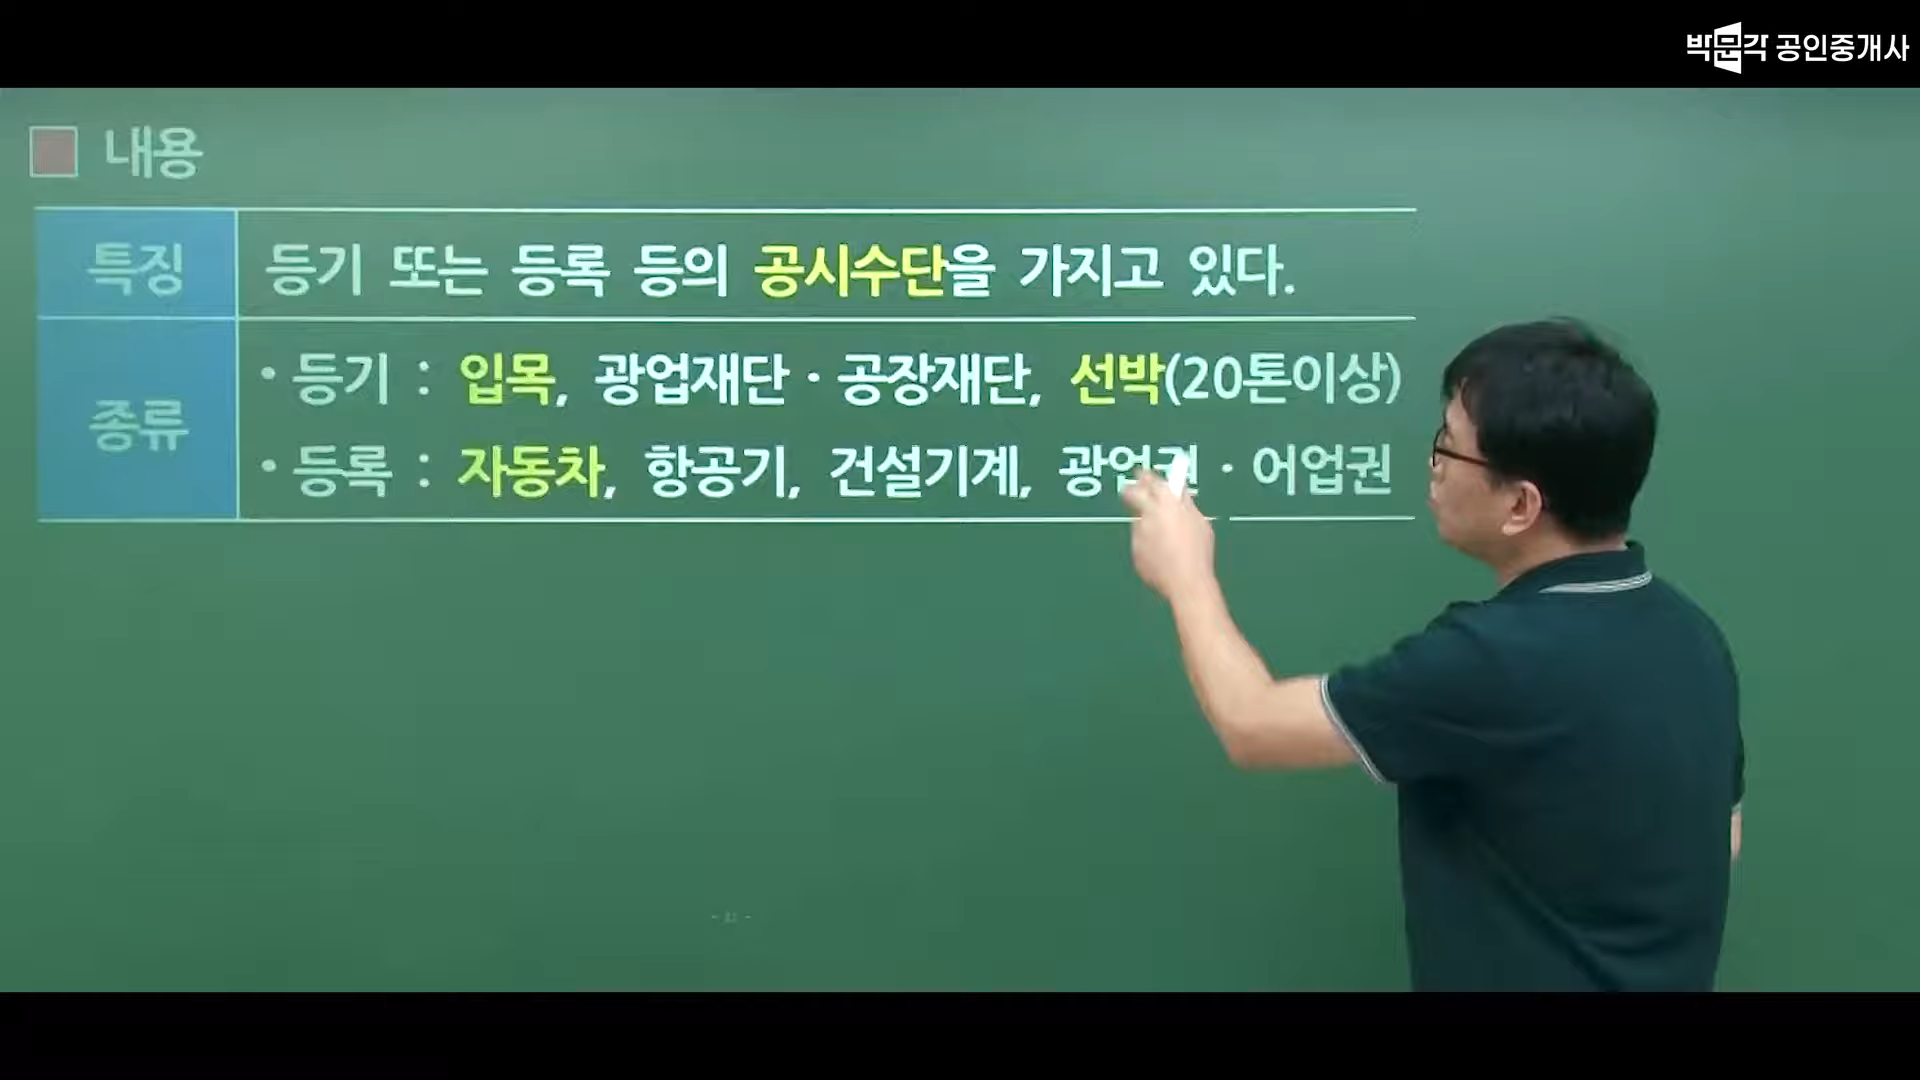 박문각 공인중개사
내용
특징
등기 또는 등록 등의 공시수단을 가지고 있다.
종류
• 등기 : 입목, 광업재단 · 공장재단, 선박(20톤이상)
• 등록 : 자동차, 항공기, 건설기계, 광업권 · 어업권